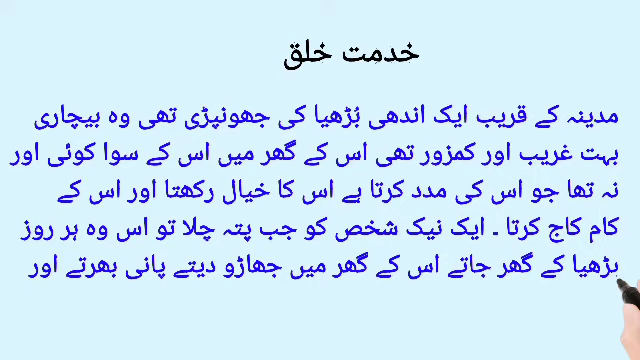 خدمت خلق
مدینہ کے قریب ایک اندھی بُڑھیا کی جھونپڑی تھی وہ بیچاری
بہت غریب اور کمزور تھی اس کے گھر میں اس کے سوا کوئی اور
نہ تھا جو اس کی مدد کرتا ہے اس کا خیال رکھتا اور اس کے
کام کاج کرتا ۔ ایک نیک شخص کو جب پتہ چلا تو اس وہ ہر روز
بڑھیا کے گھر جاتے اس کے گھر میں جھاڑو دیتے پانی بھرتے اور